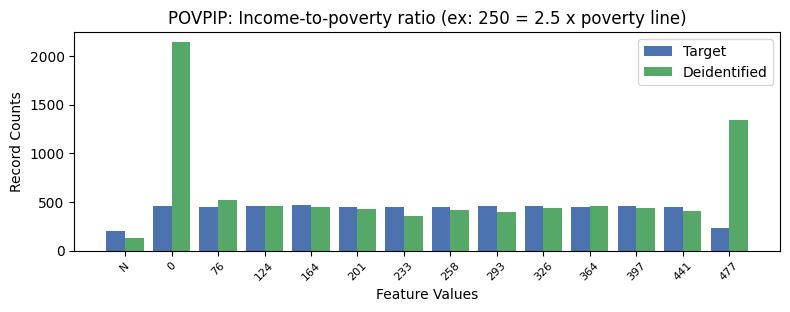 POVPIP: Income-to-poverty ratio (ex: 250 = 2.5 x poverty line)
Target
Deidentified
2000
1500
1000
500
0
Record Counts
N 0 76 124 164 201 233 258 293 326 364 397 441 477
Feature Values